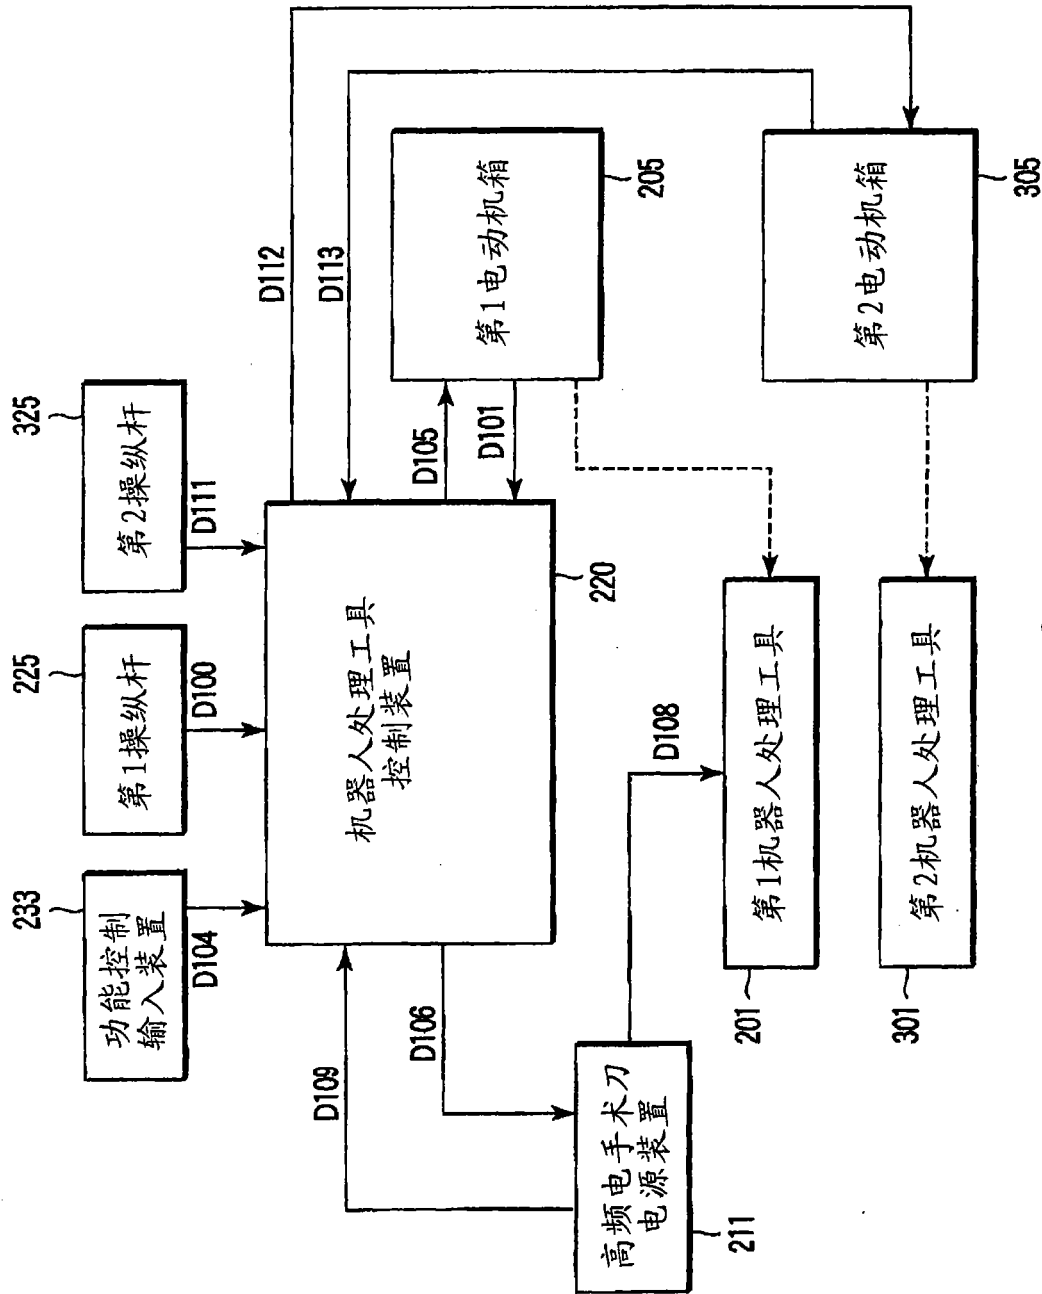 233
功能控制
输入装置
D104
225
第1操纵杆
D100
325
第2操纵杆
D111
机器人处理工具
控制装置
220
D112
D113
D105
D101
第1电动机箱
205
第2电动机箱
305
D109
D106
高频电手术刀
电源装置
211
D108
第1机器人处理工具
201
第2机器人处理工具
301